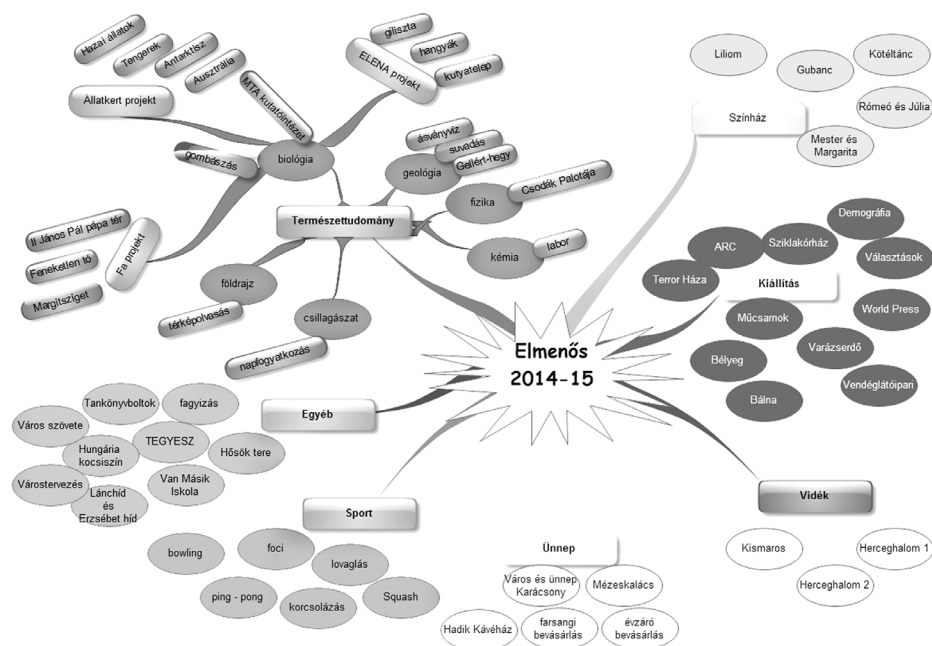 Hazai állatok
Tengerek
Antarktisz
Ausztrália
MTA kutatóintézet
Állatkert projekt
giliszta
hangyák
kutyatelep
ELENA projekt
gombászás
biológia
II János Pál pápa tér
Feneketlen tó
Margitsziget
Fa projekt
ásványvíz
suvadás
Gellért-hegy
geológia
Csodák Palotája
fizika
labor
kémia
Természettudomány
földrajz
térképolvasás
csillagászat
napfogyatkozás
Elmenős
2014-15
Liliom
Gubanc
Kötéltánc
Rómeó és Júlia
Mester és
Margarita
Színház
Demográfia
ARC
Sziklakórház
Választások
Terror Háza
Kiállítás
World Press
Műcsarnok
Varázserdő
Bélyeg
Vendéglátóipari
Bálna
Egyéb
Tankönyvboltok
fagyizás
Város szövete
TEGYESZ
Hungária
kocsiszín
Hősök tere
Várostervezés
Van Másik
Iskola
Lánchíd
és
Erzsébet híd
Sport
bowling
foci
lovaglás
ping - pong
korcsolázás
Squash
Ünnep
Város és ünnep
Karácsony
Mézeskalács
Hadik Kávéház
farsangi
bevásárlás
évzáró
bevásárlás
Vidék
Kismaros
Herceghalom 1
Herceghalom 2